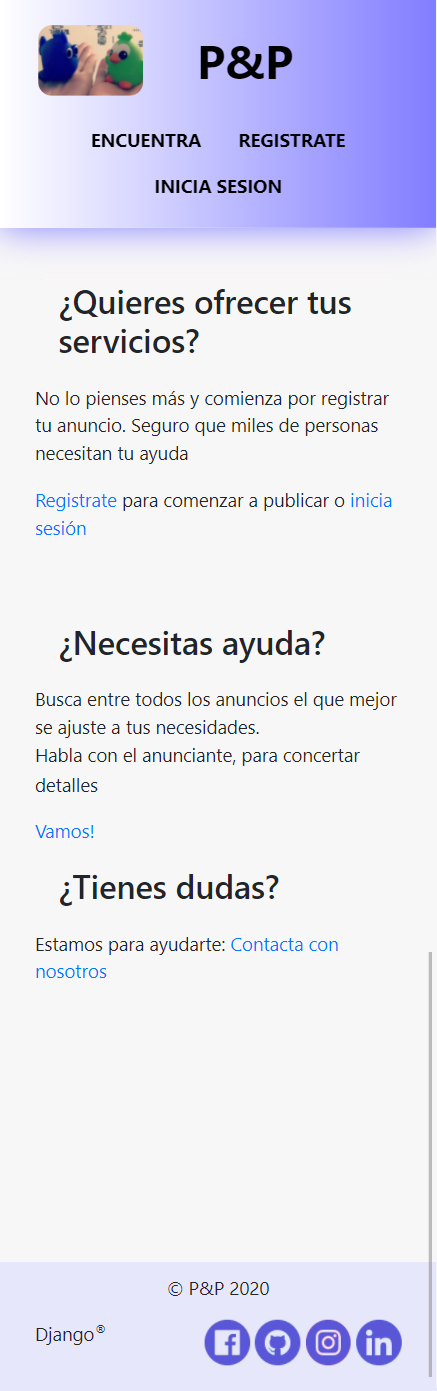 P&P
ENCUENTRA REGISTRATE
INICIA SESION
¿Quieres ofrecer tus
servicios?
No lo pienses más y comienza por registrar
tu anuncio. Seguro que miles de personas
necesitan tu ayuda
Registrate para comenzar a publicar o inicia
sesión
¿Necesitas ayuda?
Busca entre todos los anuncios el que mejor
se ajuste a tus necesidades.
Habla con el anunciante, para concertar
detalles
Vamos!
¿Tienes dudas?
Estamos para ayudarte: Contacta con
nosotros
© P&P 2020
Django®